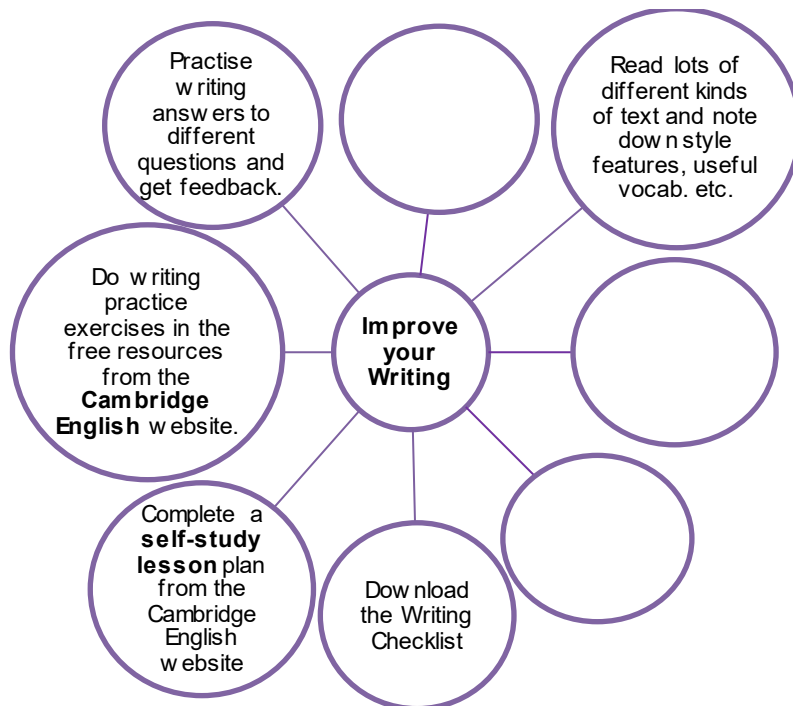 Practise
writing
answers to
different
questions and
get feedback.
Read lots of
different kinds
of text and note
down style
features, useful
vocab. etc.
Do writing
practice
exercises in the
free resources
from the
Cambridge
English website.
Improve
your
Writing
Complete a
self-study
lesson plan
from the
Cambridge
English
website
Download
the Writing
Checklist